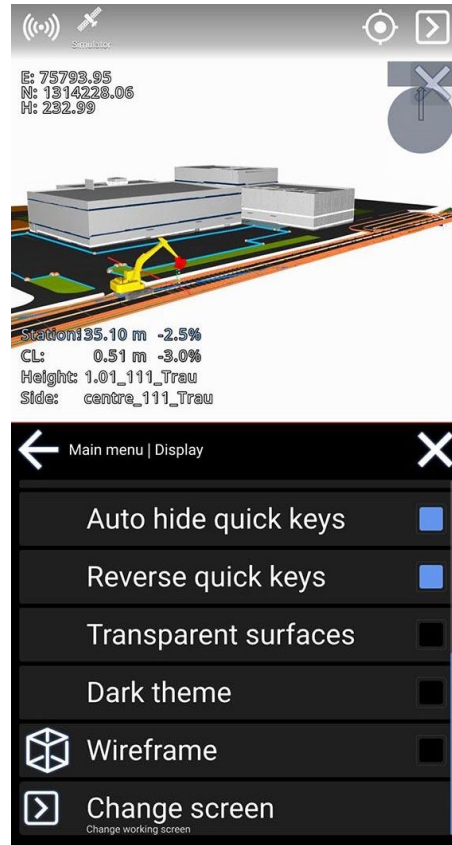 Simulator
E: 75793.95
N: 1314228.06
H: 232.99
Station:135.10 m -2.5%
CL: 0.51 m -3.0%
Height: 1.01_111_Trau
Side: centre_111_Trau
Main menu | Display
Auto hide quick keys
Reverse quick keys
Transparent surfaces
Dark theme
Wireframe
Change screen
Change working screen